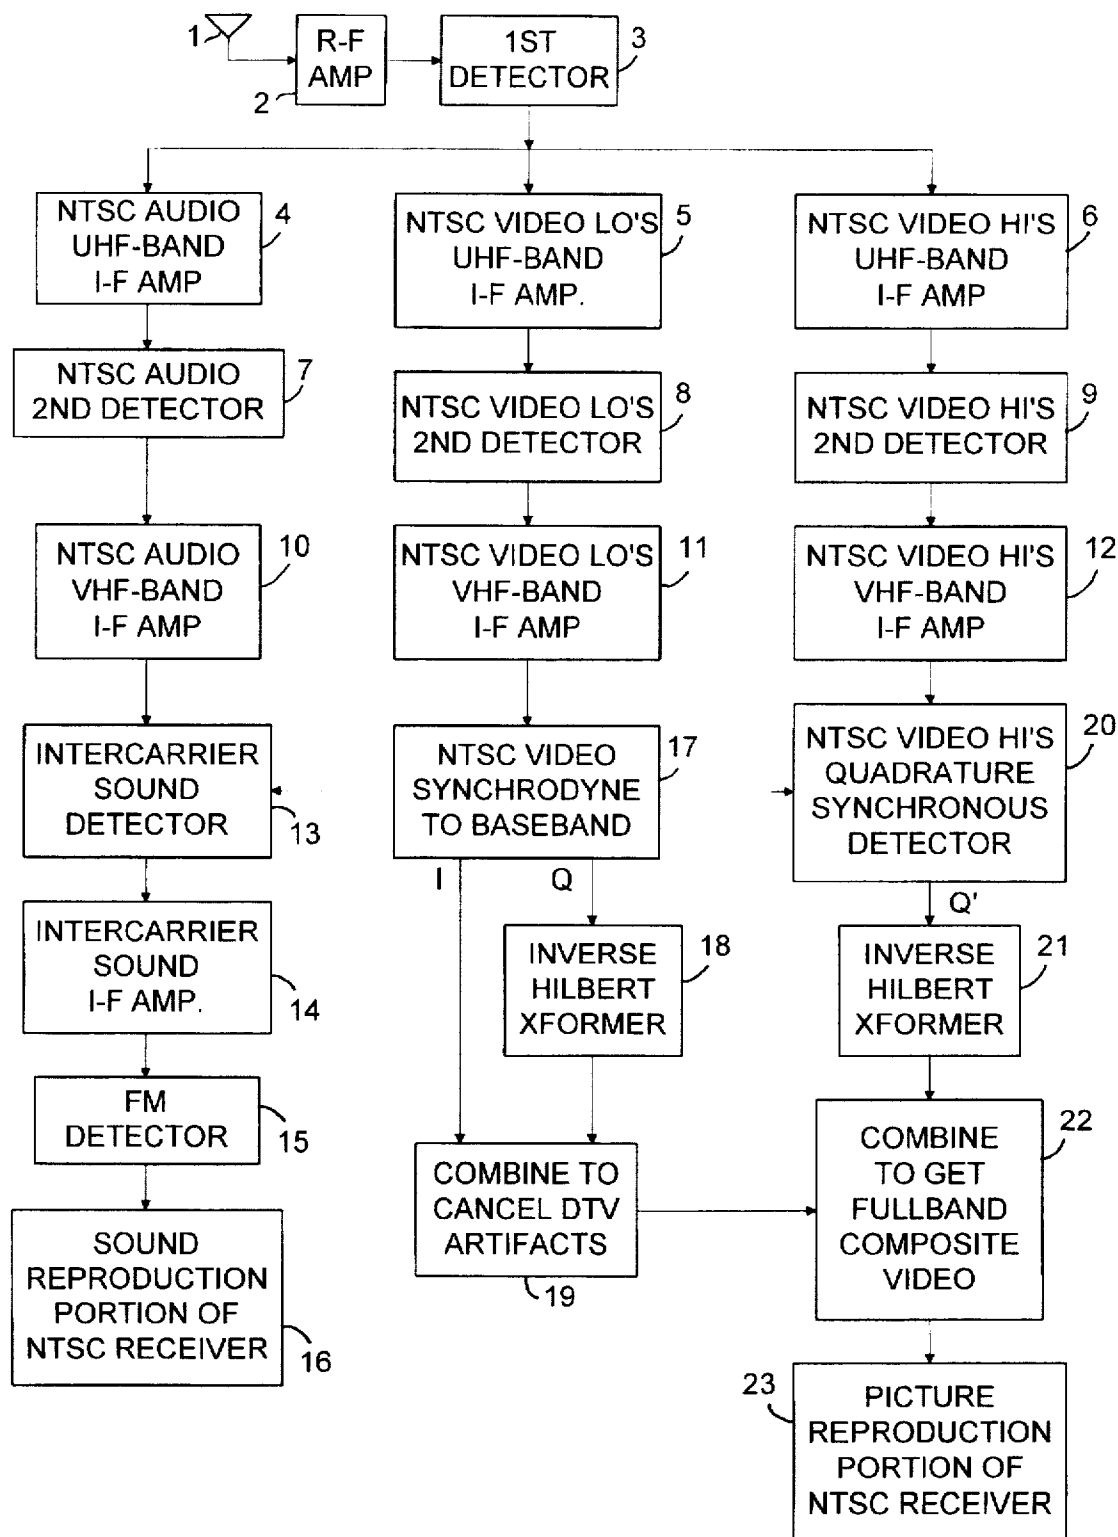 1
R-F
AMP
2
1ST
DETECTOR
3
NTSC AUDIO
UHF-BAND
I-F AMP
4
NTSC VIDEO LO'S
UHF-BAND
I-F AMP.
5
NTSC VIDEO HI'S
UHF-BAND
I-F AMP
6
NTSC AUDIO
2ND DETECTOR
7
NTSC VIDEO LO'S
2ND DETECTOR
8
NTSC VIDEO HI'S
2ND DETECTOR
9
NTSC AUDIO
VHF-BAND
I-F AMP
10
NTSC VIDEO LO'S
VHF-BAND
I-F AMP
11
NTSC VIDEO HI'S
VHF-BAND
I-F AMP
12
INTERCARRIER
SOUND
DETECTOR
13
NTSC VIDEO
SYNCHRODYNE
TO BASEBAND
17
NTSC VIDEO HI'S
QUADRATURE
SYNCHRONOUS
DETECTOR
20
I
Q
Q'
INTERCARRIER
SOUND
I-F AMP.
14
INVERSE
HILBERT
XFORMER
18
INVERSE
HILBERT
XFORMER
21
FM
DETECTOR
15
COMBINE TO
CANCEL DTV
ARTIFACTS
19
COMBINE
TO GET
FULLBAND
COMPOSITE
VIDEO
22
SOUND
REPRODUCTION
PORTION OF
NTSC RECEIVER
16
23
PICTURE
REPRODUCTION
PORTION OF
NTSC RECEIVER